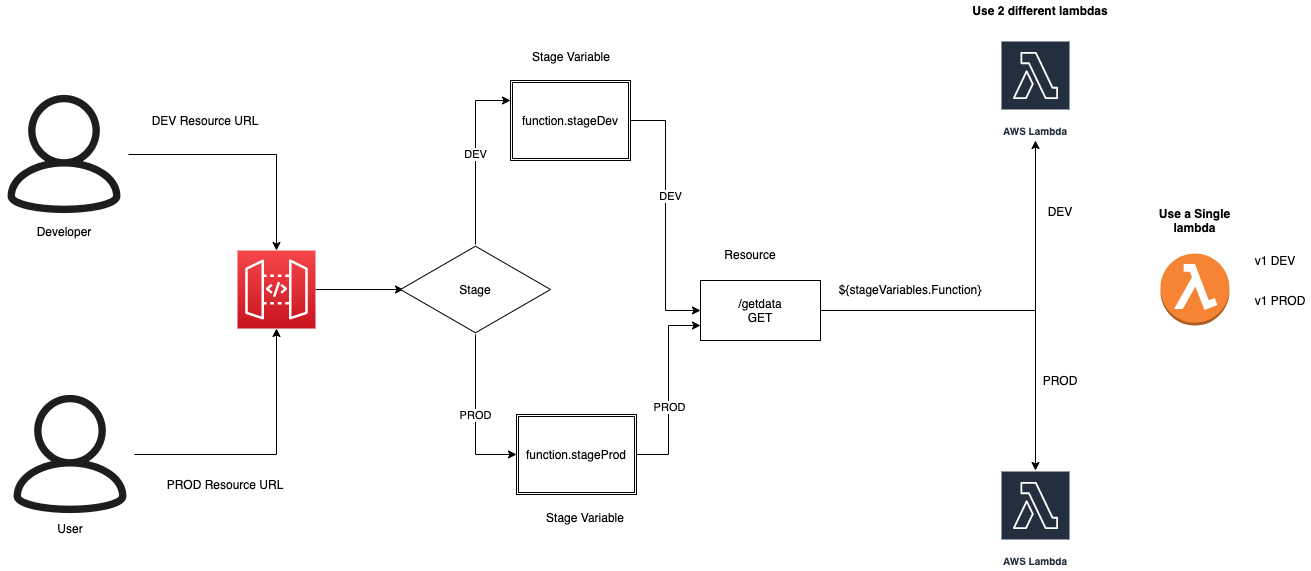 Use 2 different lambdas
Stage Variable
DEV Resource URL
function.stageDev
AWS Lambda
DEV
DEV
DEV
Use a Single
lambda
Developer
Resource
v1 DEV
Stage
</>
${stageVariables.Function}
/getdata
GET
v1 PROD
PROD
PROD
PROD
function.stageProd
PROD Resource URL
Stage Variable
User
AWS Lambda